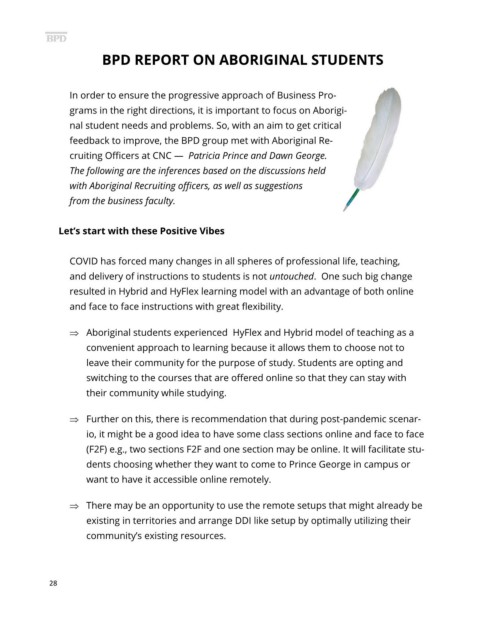 BPD
BPD REPORT ON ABORIGINAL STUDENTS
In order to ensure the progressive approach of Business Pro-
grams in the right directions, it is important to focus on Aborigi-
nal student needs and problems. So, with an aim to get critical
feedback to improve, the BPD group met with Aboriginal Re-
cruiting Officers at CNC — Patricia Prince and Dawn George.
The following are the inferences based on the discussions held
with Aboriginal Recruiting officers, as well as suggestions
from the business faculty.
Let’s start with these Positive Vibes
COVID has forced many changes in all spheres of professional life, teaching,
and delivery of instructions to students is not untouched. One such big change
resulted in Hybrid and HyFlex learning model with an advantage of both online
and face to face instructions with great flexibility.
⇒ Aboriginal students experienced HyFlex and Hybrid model of teaching as a
convenient approach to learning because it allows them to choose not to
leave their community for the purpose of study. Students are opting and
switching to the courses that are offered online so that they can stay with
their community while studying.
⇒ Further on this, there is recommendation that during post-pandemic scenar-
io, it might be a good idea to have some class sections online and face to face
(F2F) e.g., two sections F2F and one section may be online. It will facilitate stu-
dents choosing whether they want to come to Prince George in campus or
want to have it accessible online remotely.
⇒ There may be an opportunity to use the remote setups that might already be
existing in territories and arrange DDI like setup by optimally utilizing their
community’s existing resources.
28